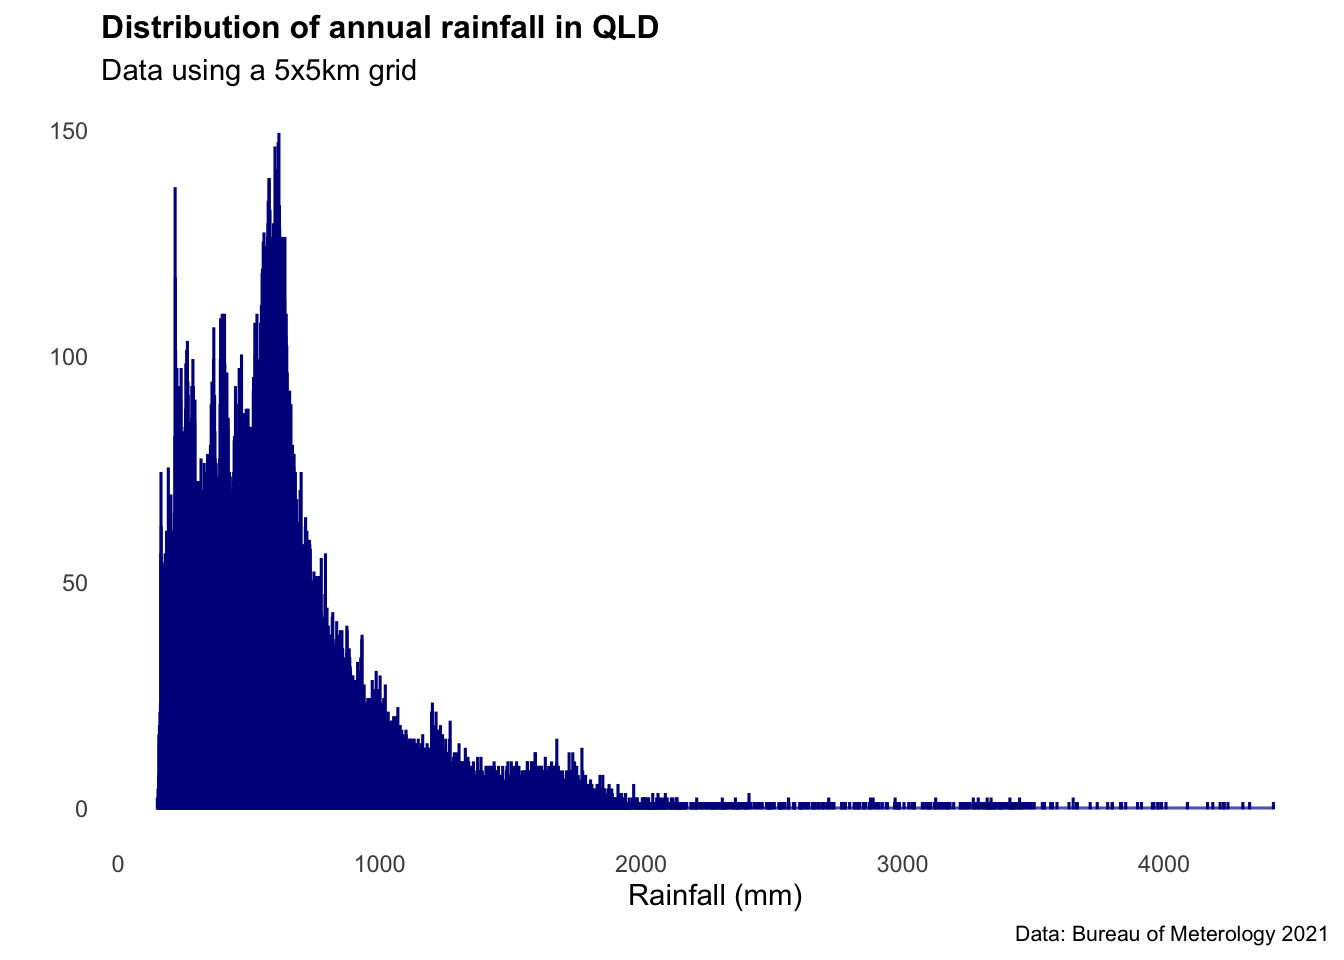 Distribution of annual rainfall in QLD
Data using a 5x5km grid
150
100
50
0
0 1000 2000 3000 4000
Rainfall (mm)
Data: Bureau of Meterology 2021